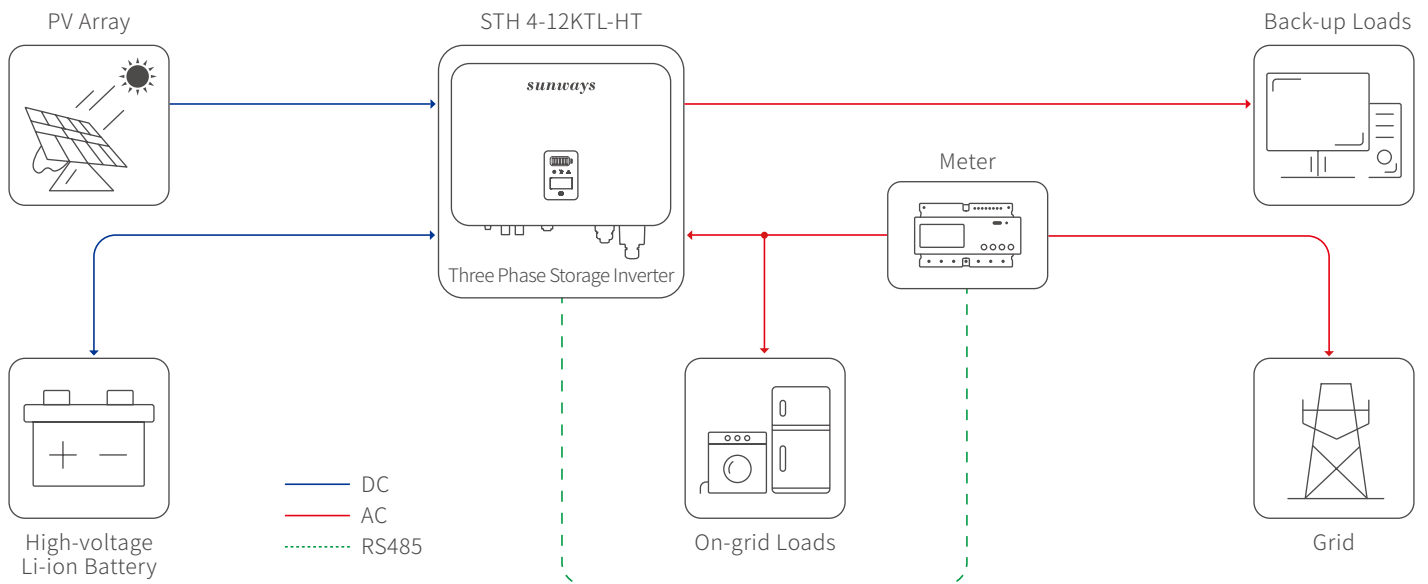 PV Array
STH 4-12KTL-HT
Back-up Loads
sunways
Meter
Three Phase Storage Inverter
+ −
DC
AC
RS485
High-voltage
Li-ion Battery
On-grid Loads
Grid